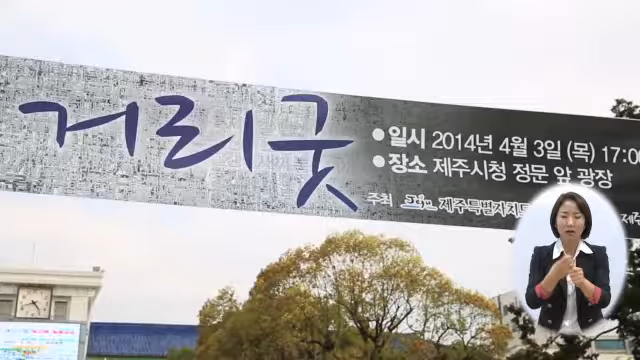 거리굿
●일시 2014년 4월 3일 (목) 17:00
●장소 제주시청 정문 앞 광장
주최 제주특별자치도